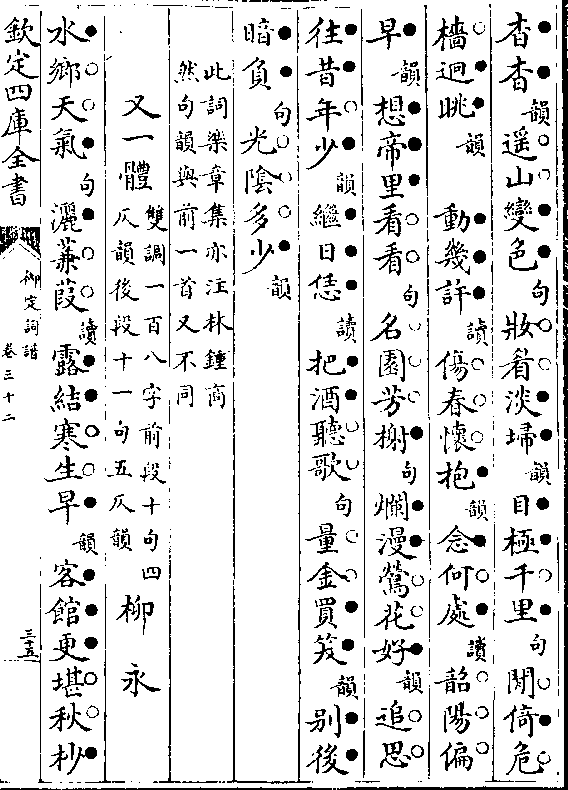 杳杳韻遥山變色句妝㸔淡埽韻目極千里句閒倚危
檣迥眺韻　動幾許讀傷春懷抱韻念何處讀韶陽偏
早韻想帝里看看句名園芳榭句爛漫鶯花好韻追思
往昔年少韻繼日恁讀把酒聽歌句量金買笑韻别後
暗負句光陰多少韻
此詞樂章集亦注林鍾商
然句韻與前一首又不同
又一體雙調一百八字前段十句四
仄韻後段十一句五仄韻　柳永
水鄉天氣句灑蒹葭讀露結寒生早韻客館更堪秋杪
欽定四庫全書
御定詞譜
卷三十二
三五